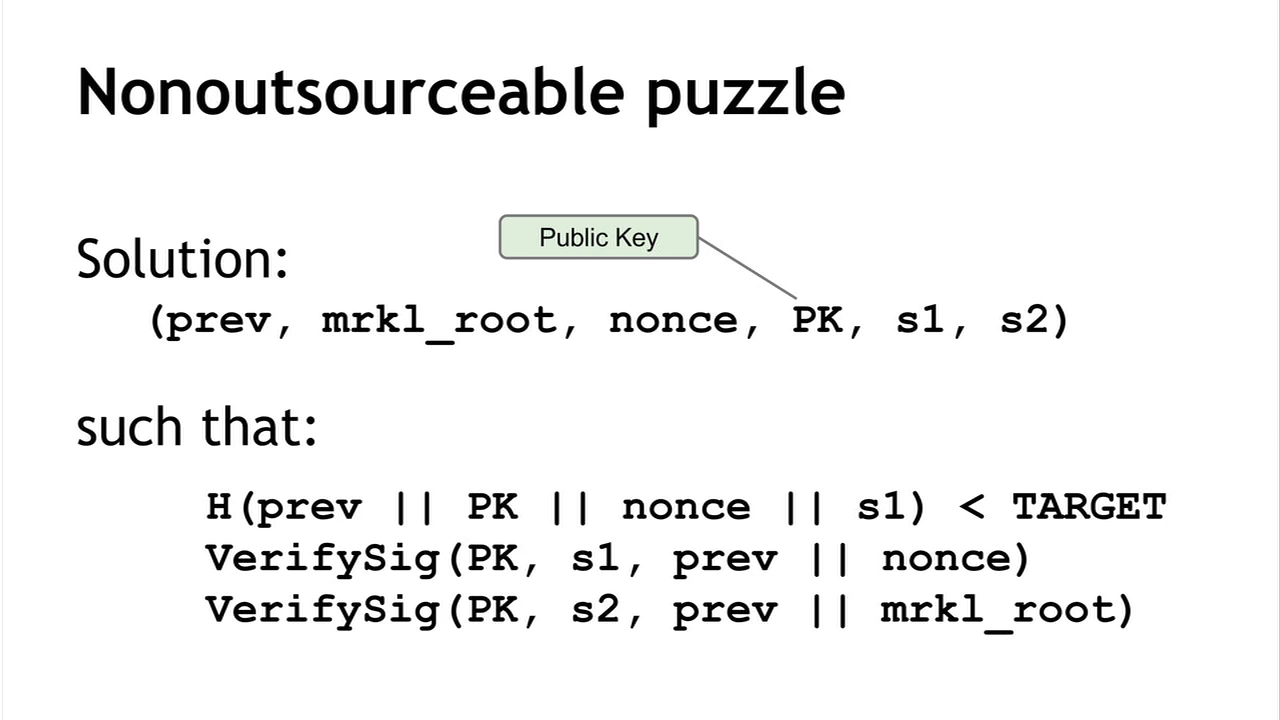 Nonoutsourceable puzzle
Public Key
Solution:
(prev, mrkl_root, nonce, PK, s1, s2)
such that:
H(prev || PK || nonce || s1) < TARGET
VerifySig(PK, s1, prev || nonce)
VerifySig(PK, s2, prev || mrkl_root)